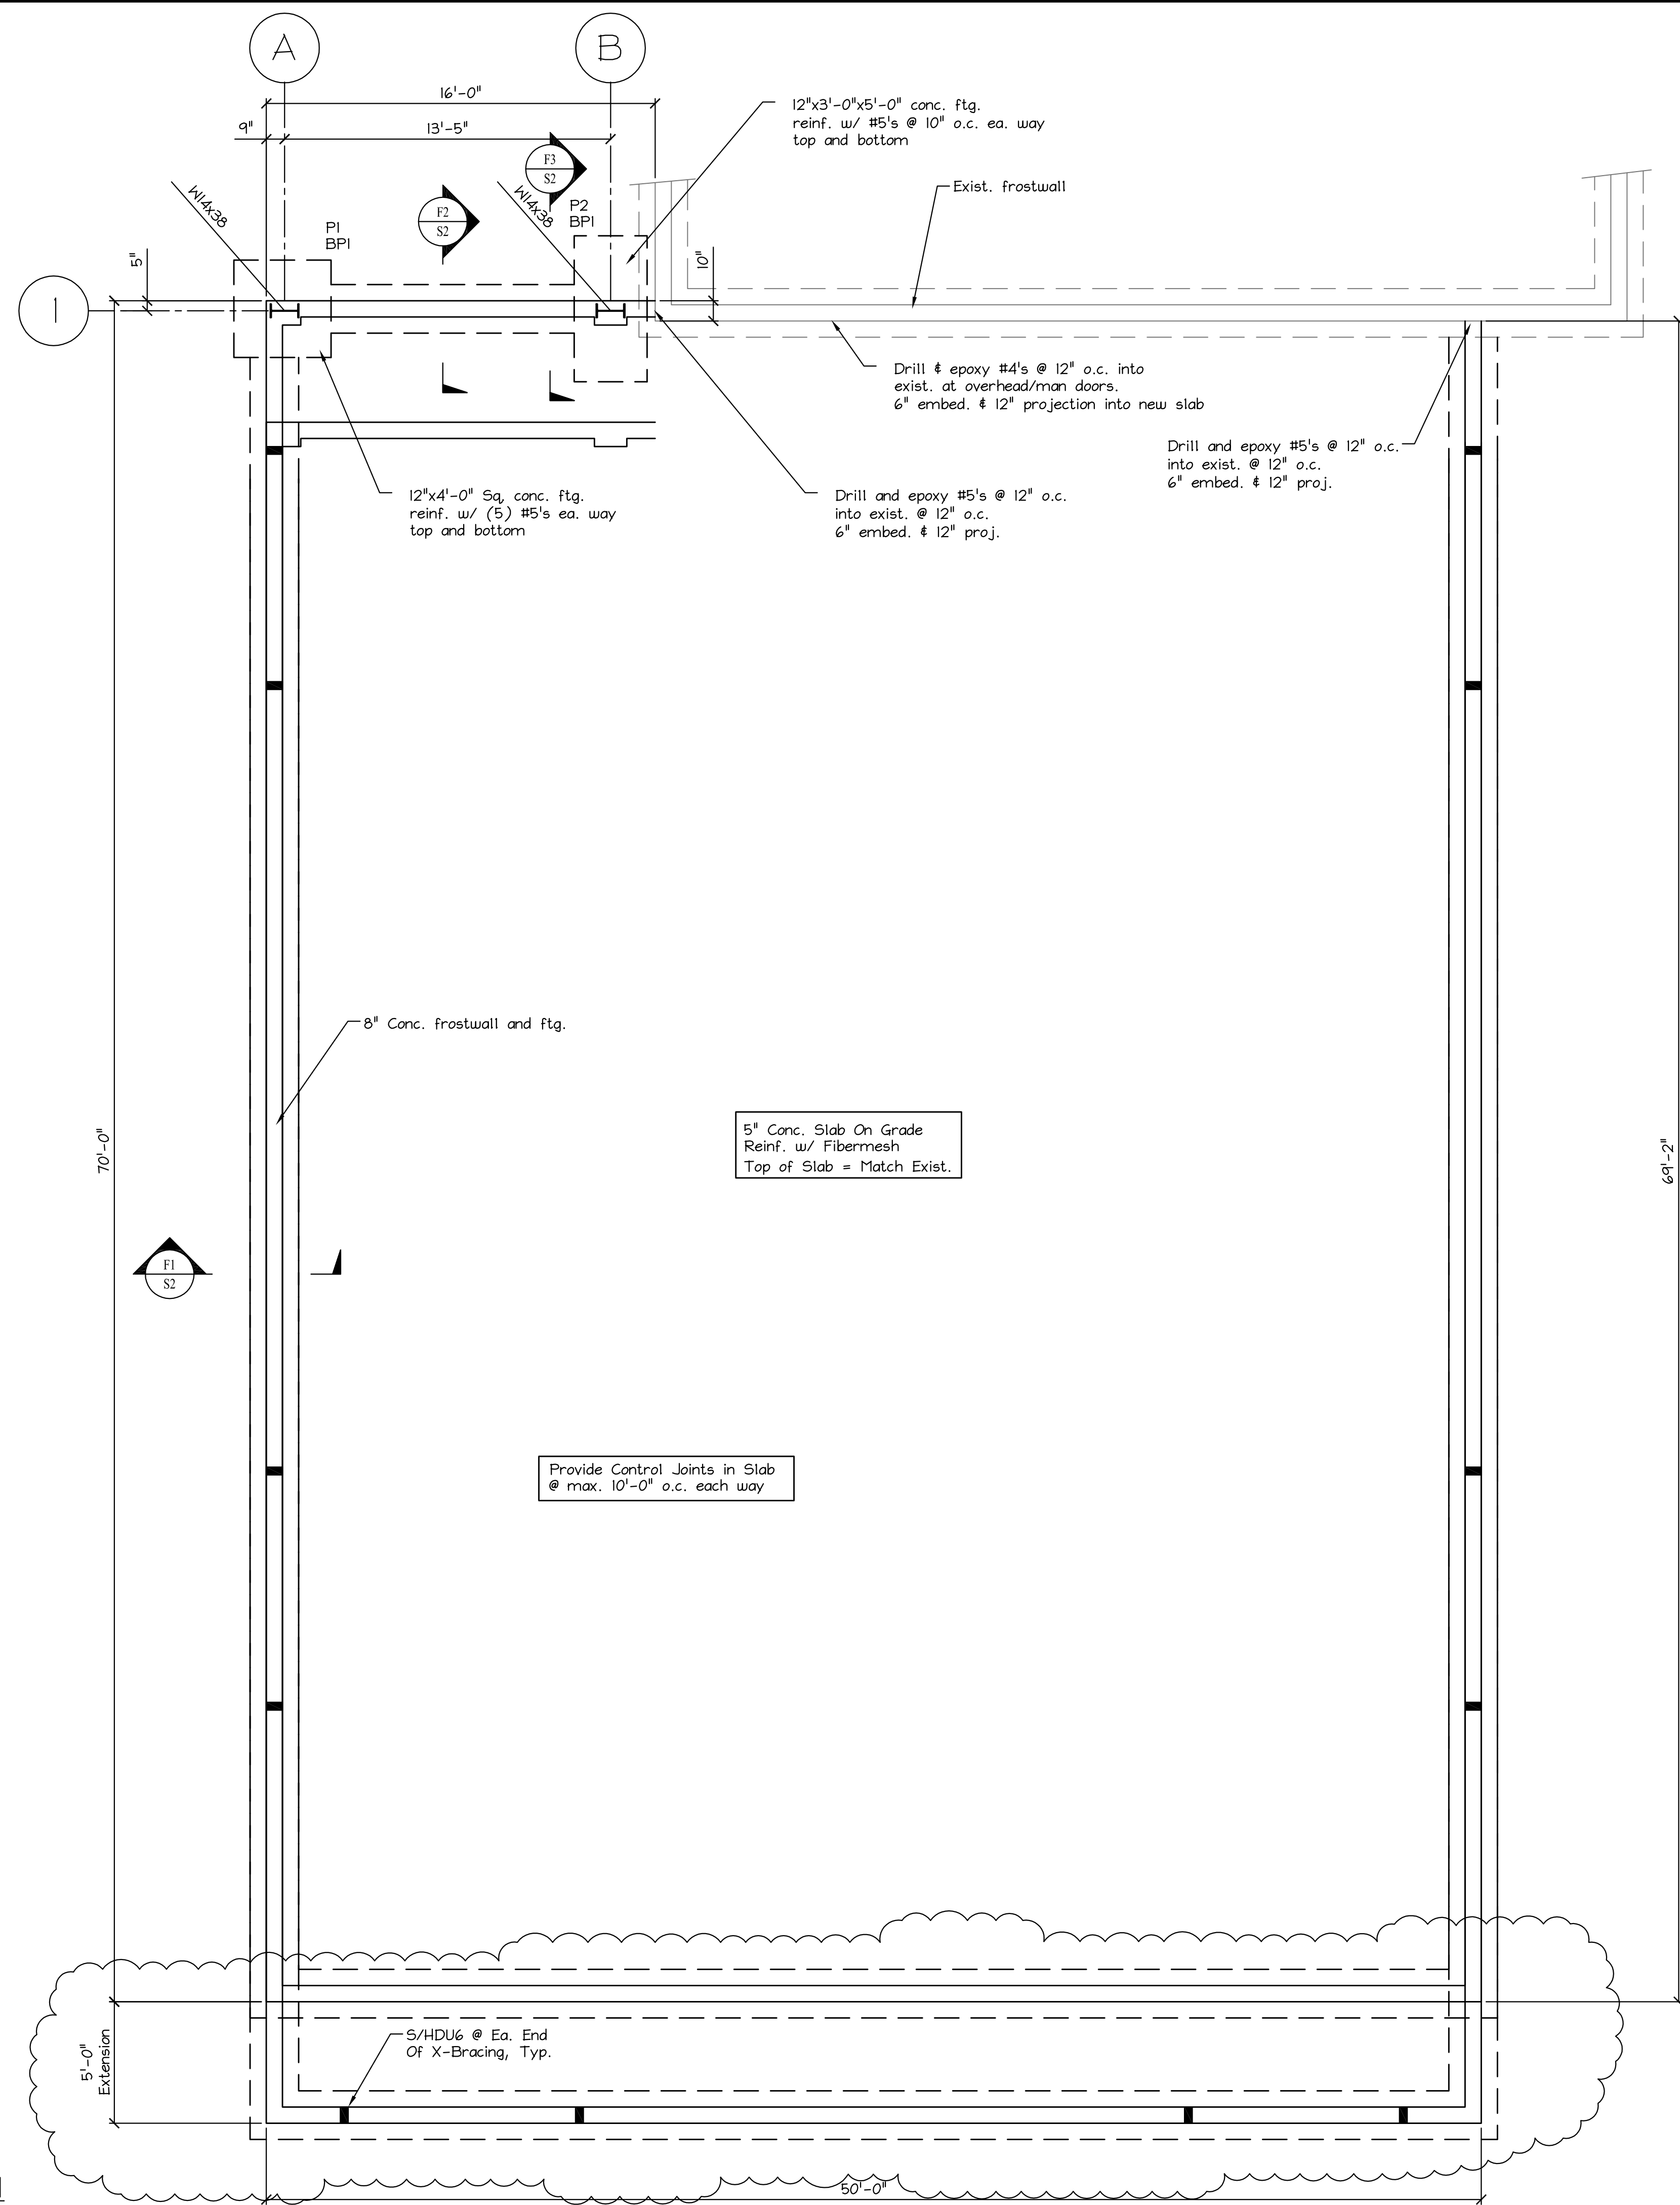 A
B
16'-0"
9"
13'-5"
12"x3'-0"x5'-0" conc. ftg.
reinf. w/ #5's @ 10" o.c. ea. way
top and bottom
F3
S2
Exist. frostwall
W14x38
W14x38
F2
S2
P1
BP1
P2
BP1
5"
10"
1
Drill & epoxy #4's @ 12" o.c. into
exist. at overhead/man doors.
6" embed. & 12" projection into new slab
Drill and epoxy #5's @ 12" o.c.
into exist. @ 12" o.c.
6" embed. & 12" proj.
12"x4'-0" Sq. conc. ftg.
reinf. w/ (5) #5's ea. way
top and bottom
Drill and epoxy #5's @ 12" o.c.
into exist. @ 12" o.c.
6" embed. & 12" proj.
8" Conc. frostwall and ftg.
70'-0"
69'-2"
5" Conc. Slab On Grade
Reinf. w/ Fibermesh
Top of Slab = Match Exist.
F1
S2
Provide Control Joints in Slab
@ max. 10'-0" o.c. each way
5'-0"
Extension
S/HDU6 @ Ea. End
Of X-Bracing, Typ.
50'-0"